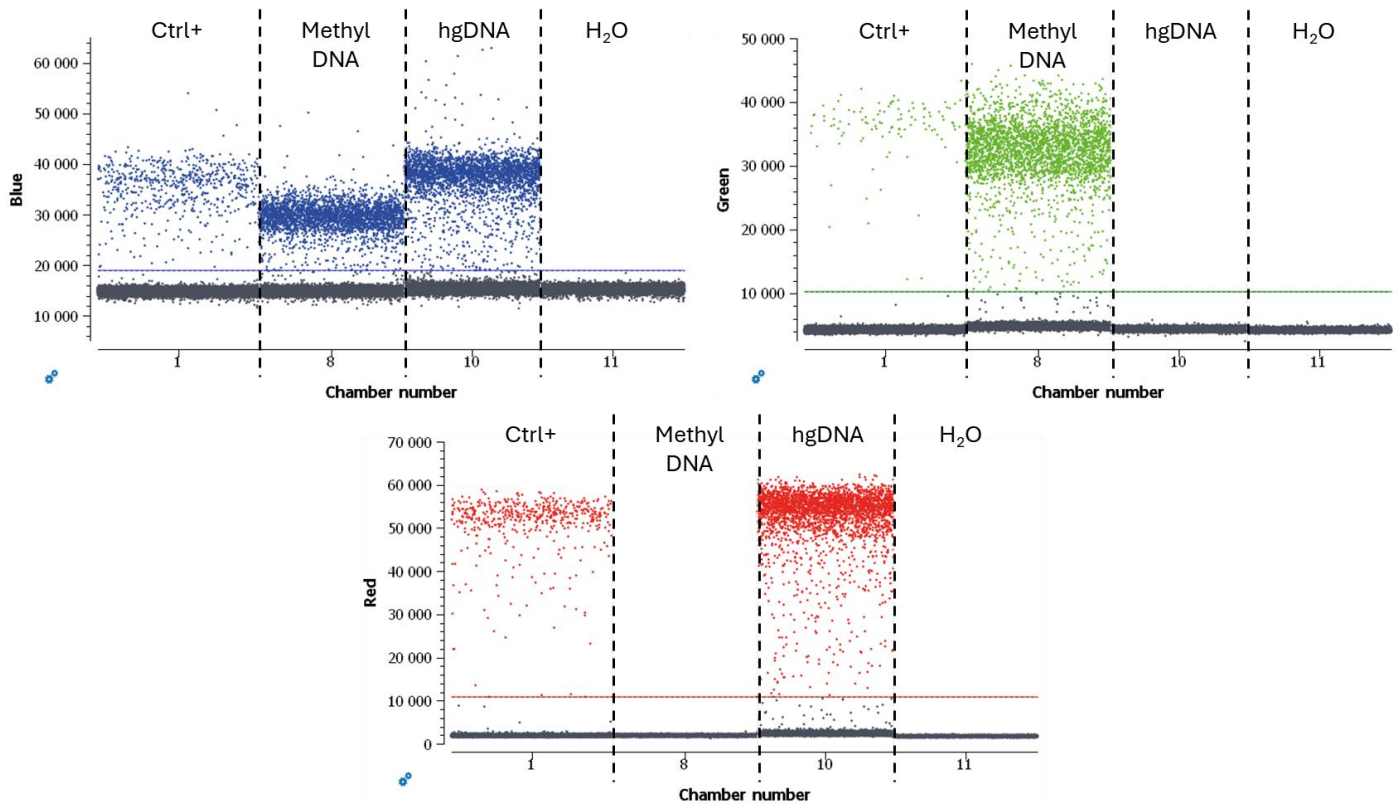 Ctrl+ Methyl hgDNA H₂O
DNA
60 000
50 000
40 000
30 000
20 000
10 000
Blue
1 8 10 11
Chamber number
Ctrl+ Methyl hgDNA H₂O
DNA
50 000
40 000
30 000
20 000
10 000
Green
1 8 10 11
Chamber number
Ctrl+ Methyl hgDNA H₂O
DNA
70 000
60 000
50 000
40 000
30 000
20 000
10 000
0
Red
1 8 10 11
Chamber number